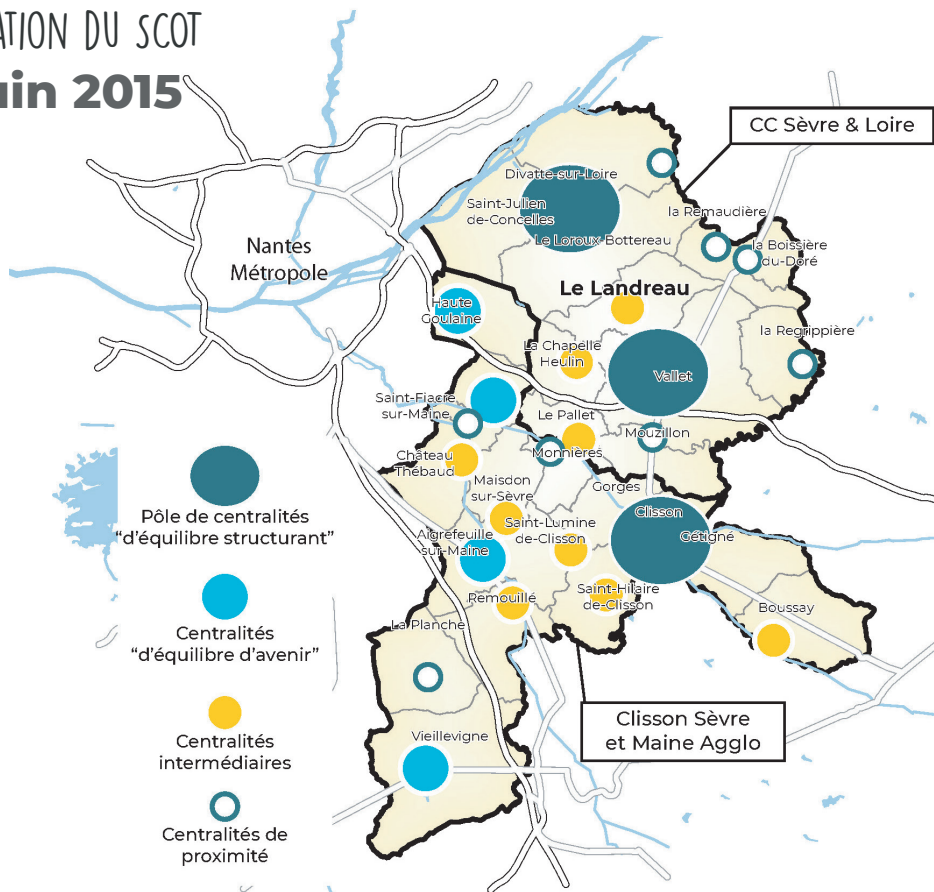 ATION DU SCOT
uin 2015
CC Sèvre & Loire
Divatte-sur-Loire
Saint-Julien
de-Concelles
la Remaudière
Le Loroux Bottereau
la Boissière
du-Doré
Nantes
Métropole
Le Landreau
Haute
Goulaine
la Regrippière
La Chapelle
Heulin
Vallet
Saint-Fiacre
sur-Maine
Le Pallet
Mouzillon
Monnières
Château
Thébaud
Maisdon
sur-Sèvre
Gorges
Clisson
Saint-Lumine
de-Clisson
Gétigné
Aigrefeuille
sur-Maine
Remouillé
Saint-Hilaire
de-Clisson
Boussay
La Planche
Vieillevigne
Clisson Sèvre
et Maine Agglo
Pôle de centralités
“d'équilibre structurant”
Centralités
“d'équilibre d'avenir”
Centralités
intermédiaires
Centralités de
proximité